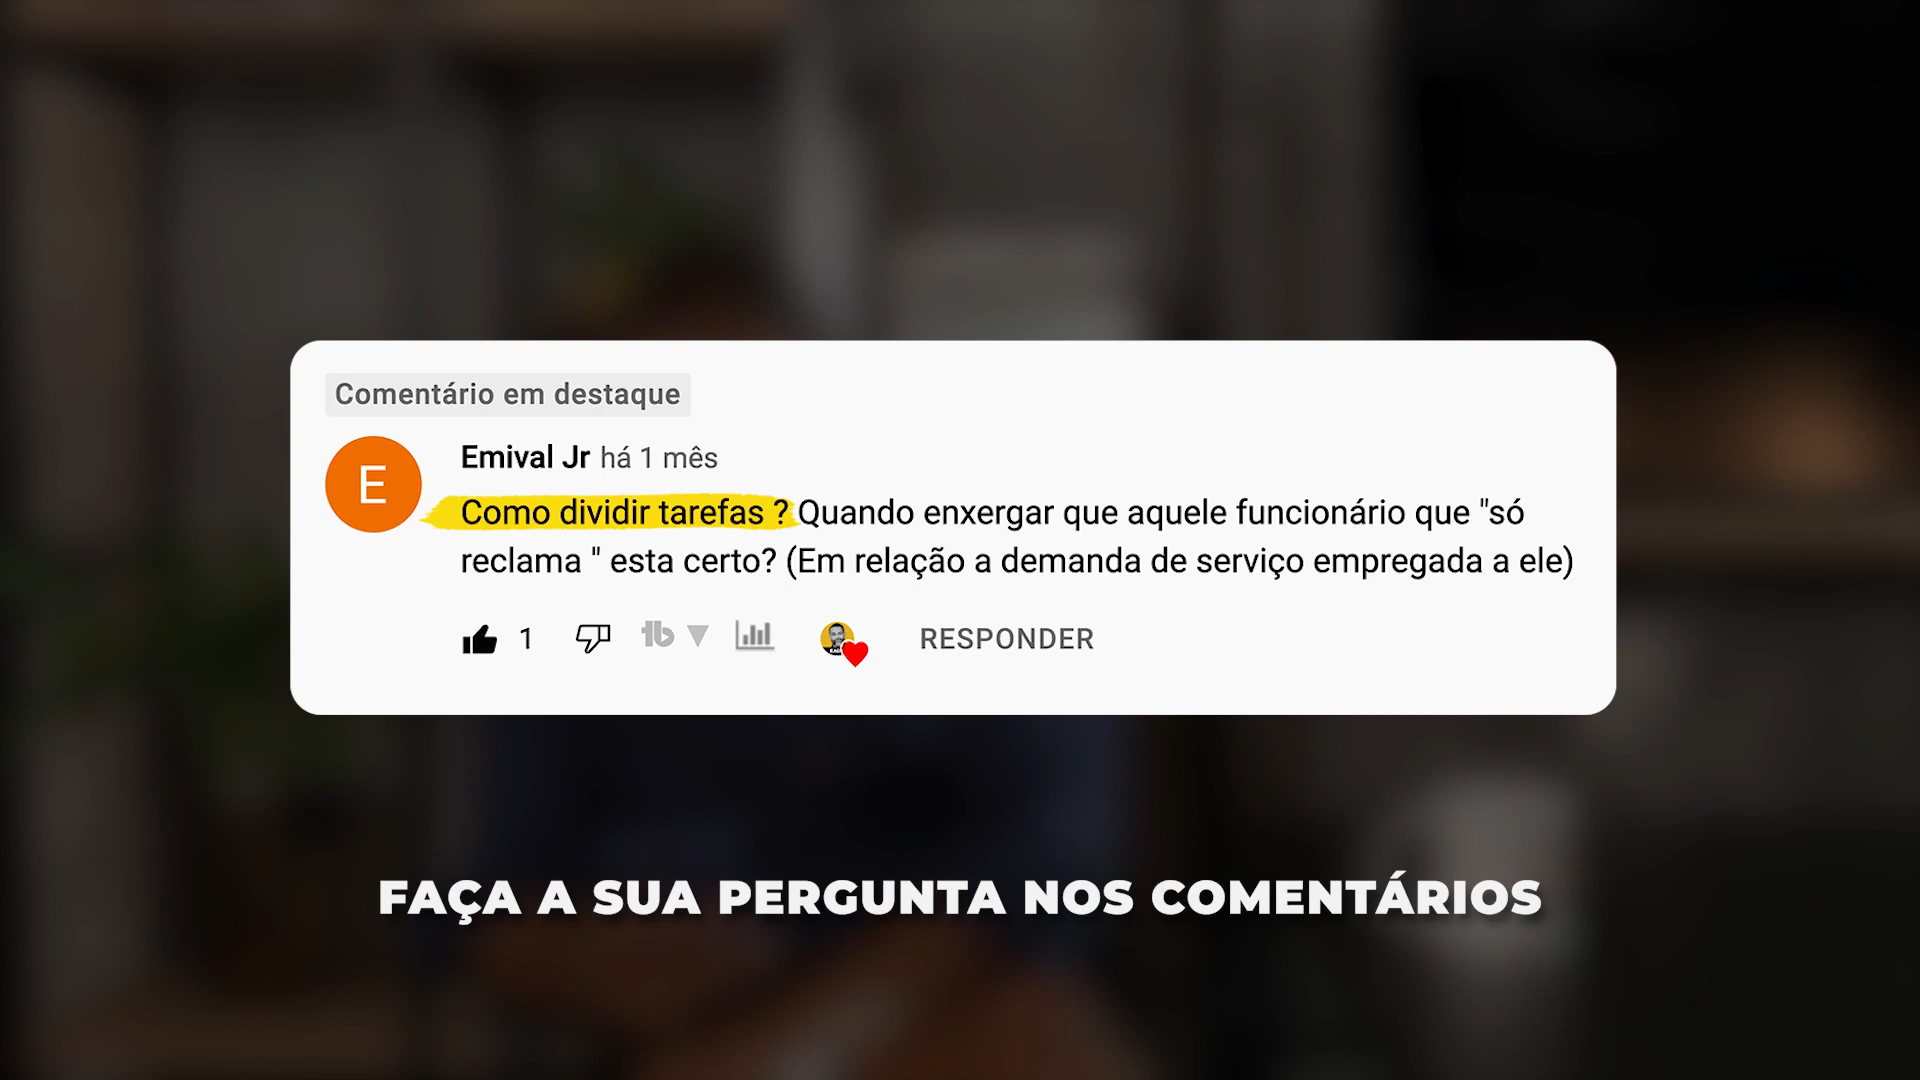 Comentário em destaque
E
Emival Jr há 1 mês
Como dividir tarefas ? Quando enxergar que aquele funcionário que "só
reclama " esta certo? (Em relação a demanda de serviço empregada a ele)
1 tb RESPONDER
FAÇA A SUA PERGUNTA NOS COMENTÁRIOS